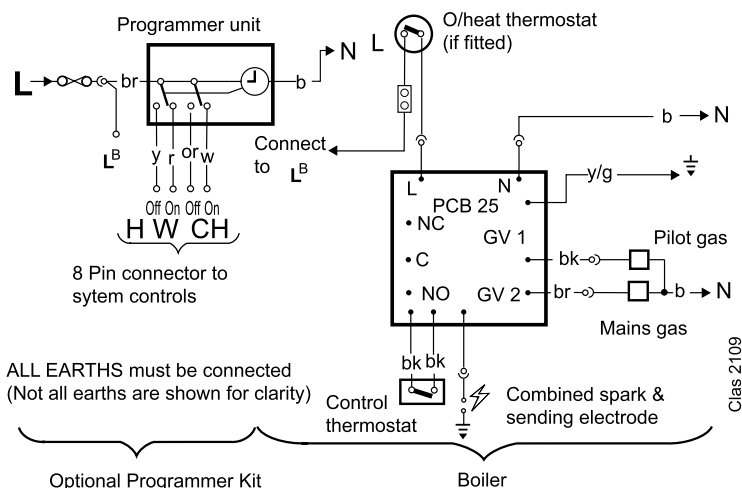 Programmer unit
O/heat thermostat
(if fitted)
L
N
L
br
b
b
N
L B
y
r
or
w
Connect
to L B
Off On Off On
H W CH
8 Pin connector to
sytem controls
L
N
PCB 25
y/g
NC
GV 1
C
bk
Pilot gas
NO
GV 2
br
b
N
Mains gas
bk
bk
Control
thermostat
Combined spark &
sending electrode
Clas 2109
ALL EARTHS must be connected
(Not all earths are shown for clarity)
Optional Programmer Kit
Boiler